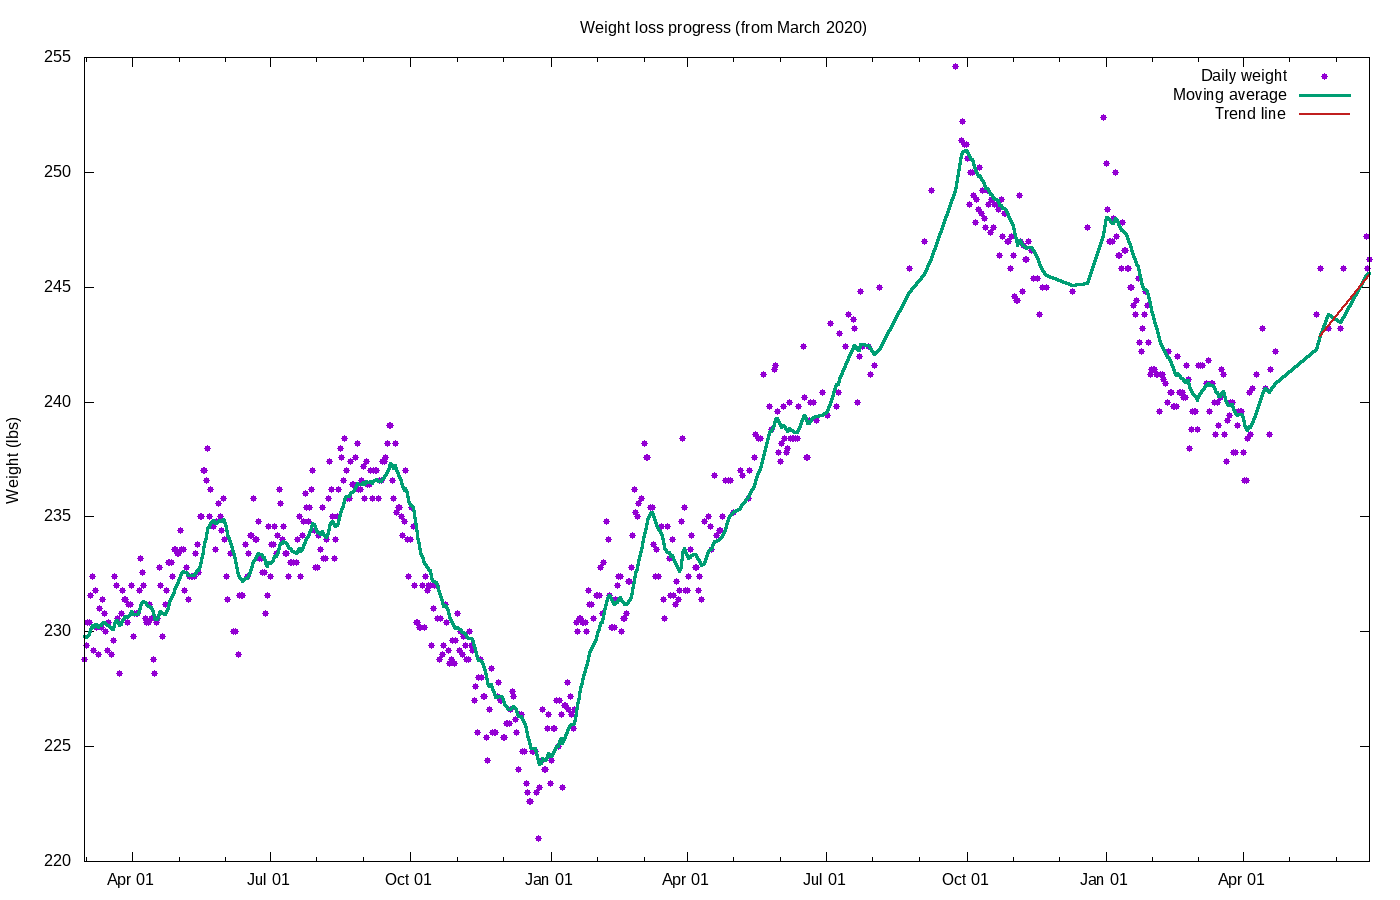 Weight loss progress (from March 2020)
Daily weight
Moving average
Trend line
Weight (lbs)
255
250
245
240
235
230
225
220
Apr 01 Jul 01 Oct 01 Jan 01 Apr 01 Jul 01 Oct 01 Jan 01 Apr 01